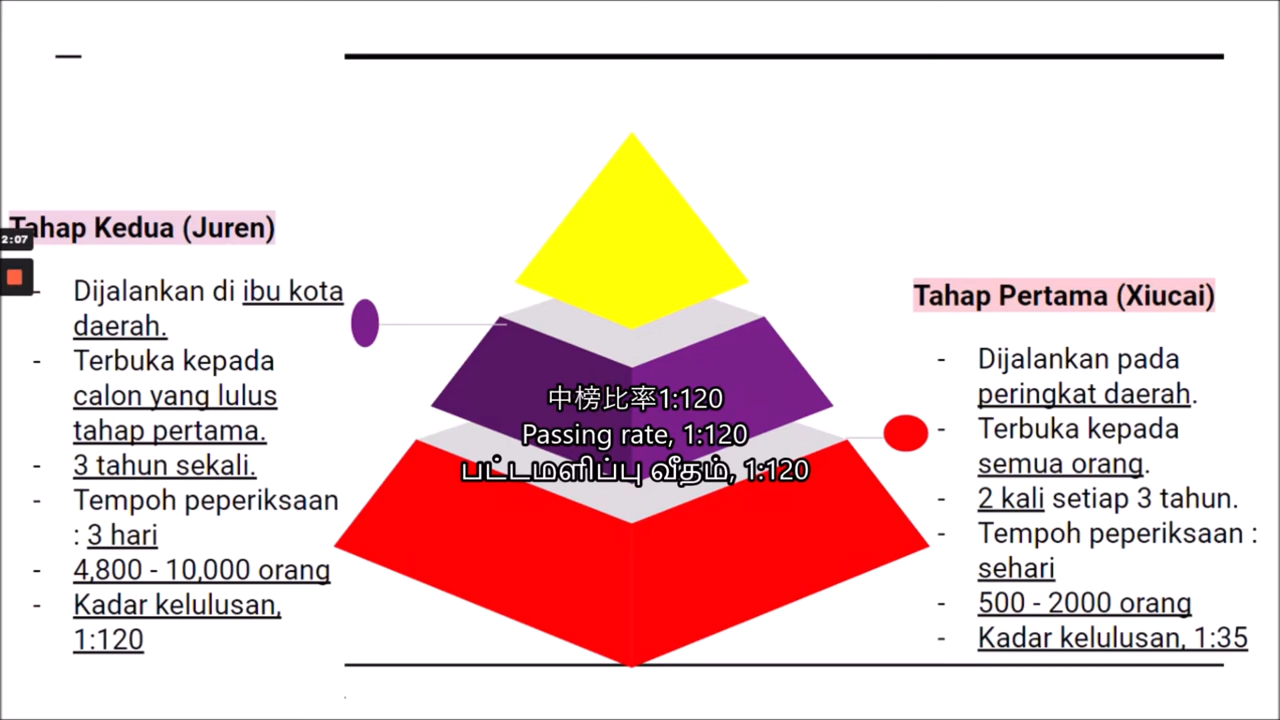 Tahap Kedua (Juren)
2:07
- Dijalankan di ibu kota
daerah.
- Terbuka kepada
calon yang lulus
tahap pertama.
- 3 tahun sekali.
- Tempoh peperiksaan
: 3 hari
- 4,800 - 10,000 orang
- Kadar kelulusan,
1:120
中榜比率1:120
Passing rate, 1:120
பட்டமளிப்பு வீதம், 1:120
Tahap Pertama (Xiucai)
- Dijalankan pada
peringkat daerah.
- Terbuka kepada
semua orang.
- 2 kali setiap 3 tahun.
- Tempoh peperiksaan :
sehari
- 500 - 2000 orang
- Kadar kelulusan, 1:35